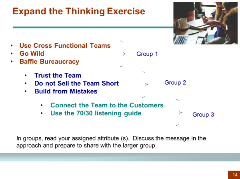 Expand the Thinking Exercise
• Use Cross Functional Teams
• Go Wild
• Baffle Bureaucracy
Group 1
• Trust the Team
• Do not Sell the Team Short
• Build from Mistakes
Group 2
• Connect the Team to the Customers
• Use the 70/30 listening guide
Group 3
In groups, read your assigned attribute (s). Discuss the message in the
approach and prepare to share with the larger group.
14